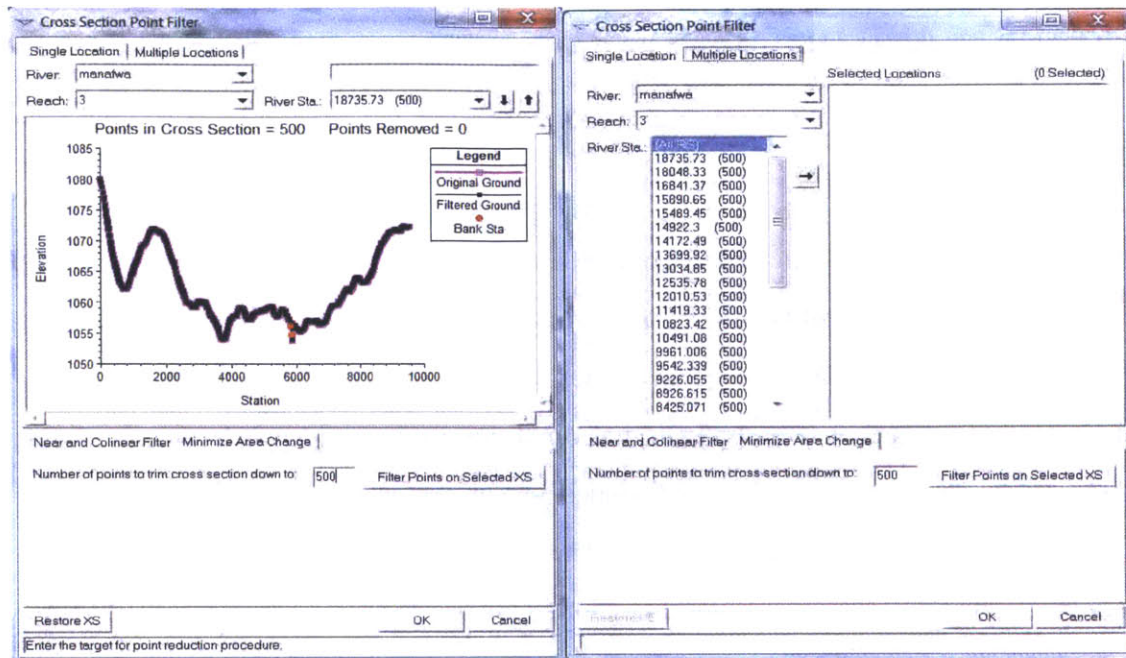 Cross Section Point Filter
Single Location | Multiple Locations
River: manafwa
Reach: 3 River Sta.: 18735.73 (500)
Points in Cross Section = 500 Points Removed = 0
1085
1080
1075
1070
1065
1060
1055
1050
Elevation
0 2000 4000 6000 8000 10000
Station
Legend
Original Ground
Filtered Ground
Bank Sta
Near and Colinear Filter Minimize Area Change
Number of points to trim cross section down to: 500 Filter Points on Selected XS
Restore XS OK Cancel
Enter the target for point reduction procedure.
Cross Section Point Filter
Single Location Multiple Locations
Selected Locations (0 Selected)
River: manafwa
Reach: 3
River Sta.: (All RS)
18735.73 (500)
18048.33 (500)
16841.37 (500)
15890.65 (500)
15489.45 (500)
14922.3 (500)
14172.49 (500)
13699.92 (500)
13034.85 (500)
12535.78 (500)
12010.53 (500)
11419.33 (500)
10823.42 (500)
10491.08 (500)
9961.006 (500)
9542.339 (500)
9226.055 (500)
8926.615 (500)
8425.071 (500)
Near and Colinear Filter Minimize Area Change
Number of points to trim cross section down to: 500 Filter Points on Selected XS
OK Cancel